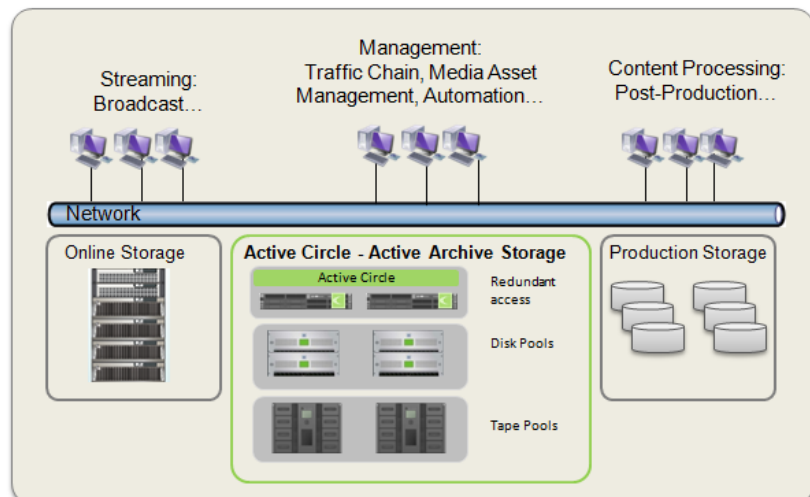 Streaming:
Broadcast...
Management:
Traffic Chain, Media Asset
Management, Automation...
Content Processing:
Post-Production...
Network
Online Storage
Active Circle - Active Archive Storage
Active Circle
Redundant
access
Disk Pools
Tape Pools
Production Storage